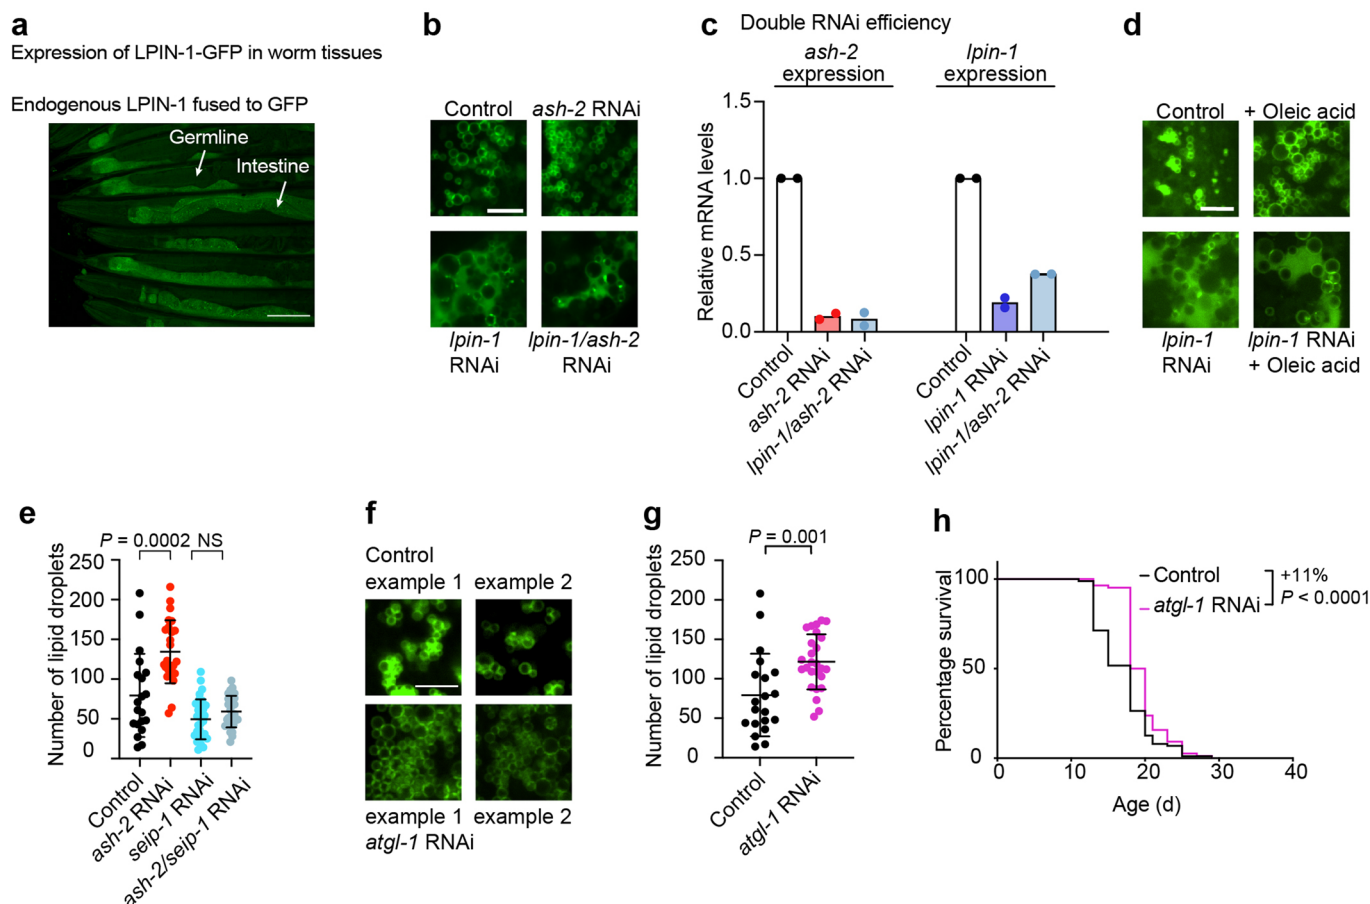 a
Expression of LPIN-1-GFP in worm tissues
Endogenous LPIN-1 fused to GFP
Germline
Intestine
b
Control
ash-2 RNAi
lpin-1
RNAi
lpin-1/ash-2
RNAi
c
Double RNAi efficiency
ash-2
expression
lpin-1
expression
Relative mRNA levels
1.5
1.0
0.5
0.0
Control
ash-2 RNAi
lpin-1/ash-2 RNAi
Control
lpin-1 RNAi
lpin-1/ash-2 RNAi
d
Control
+ Oleic acid
lpin-1
RNAi
lpin-1 RNAi
+ Oleic acid
e
P = 0.0002
NS
Number of lipid droplets
250
200
150
100
50
0
Control
ash-2 RNAi
seip-1 RNAi
ash-2/seip-1 RNAi
f
Control
example 1
example 2
example 1
example 2
atgl-1 RNAi
g
P = 0.001
Number of lipid droplets
250
200
150
100
50
0
Control
atgl-1 RNAi
h
Percentage survival
100
50
0
0
10
20
30
40
Age (d)
Control
atgl-1 RNAi
+11%
P < 0.0001